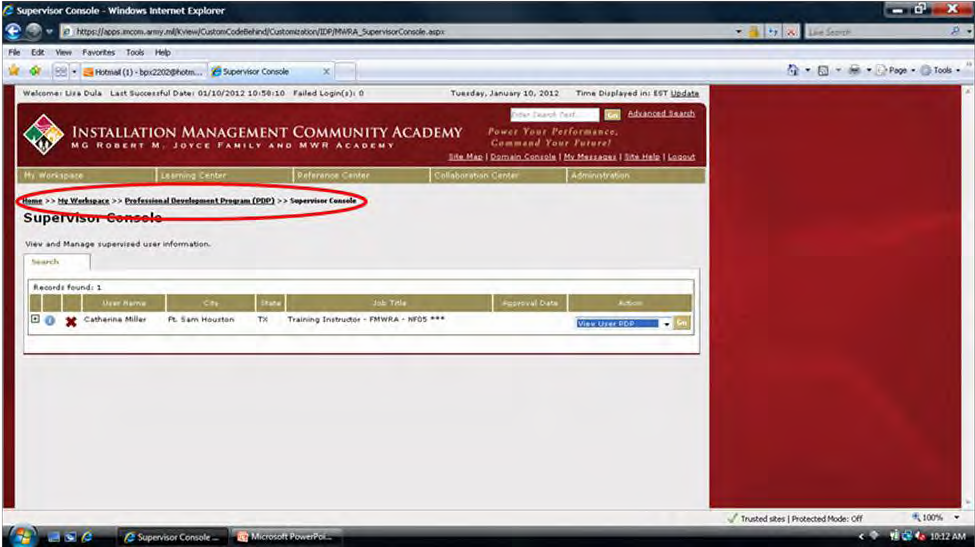 Supervisor Console - Windows Internet Explorer
https://apps.imcom.army.mil/Kview/CustomCodeBehind/Customization/IDP/MWRA_SupervisorConsole.aspx
Live Search
File Edit View Favorites Tools Help
Hotmail (1) - bpx2202@hotm... Supervisor Console X Page Tools
Welcome: Lisa Dula Last Successful Date: 01/10/2012 10:58:10 Failed Login(s): 0 Tuesday, January 10, 2012 Time Displayed in: EST Update
Enter Search Text... Go Advanced Search
INSTALLATION MANAGEMENT COMMUNITY ACADEMY
MG ROBERT M. JOYCE FAMILY AND MWR ACADEMY
Power Your Performance,
Command Your Future!
Site Map | Domain Console | My Messages | Site Help | Logout
My Workspace Learning Center Reference Center Collaboration Center Administration
Home >> My Workspace >> Professional Development Program (PDP) >> Supervisor Console
Supervisor Console
View and Manage supervised user information.
Search
Records found: 1
User Name City State Job Title Approval Date Action
Catherine Miller Ft. Sam Houston TX Training Instructor - FMWRA - NF05 *** View User PDP Go
Trusted sites | Protected Mode: Off 100%
Supervisor Console ... Microsoft PowerPoi... 10:12 AM